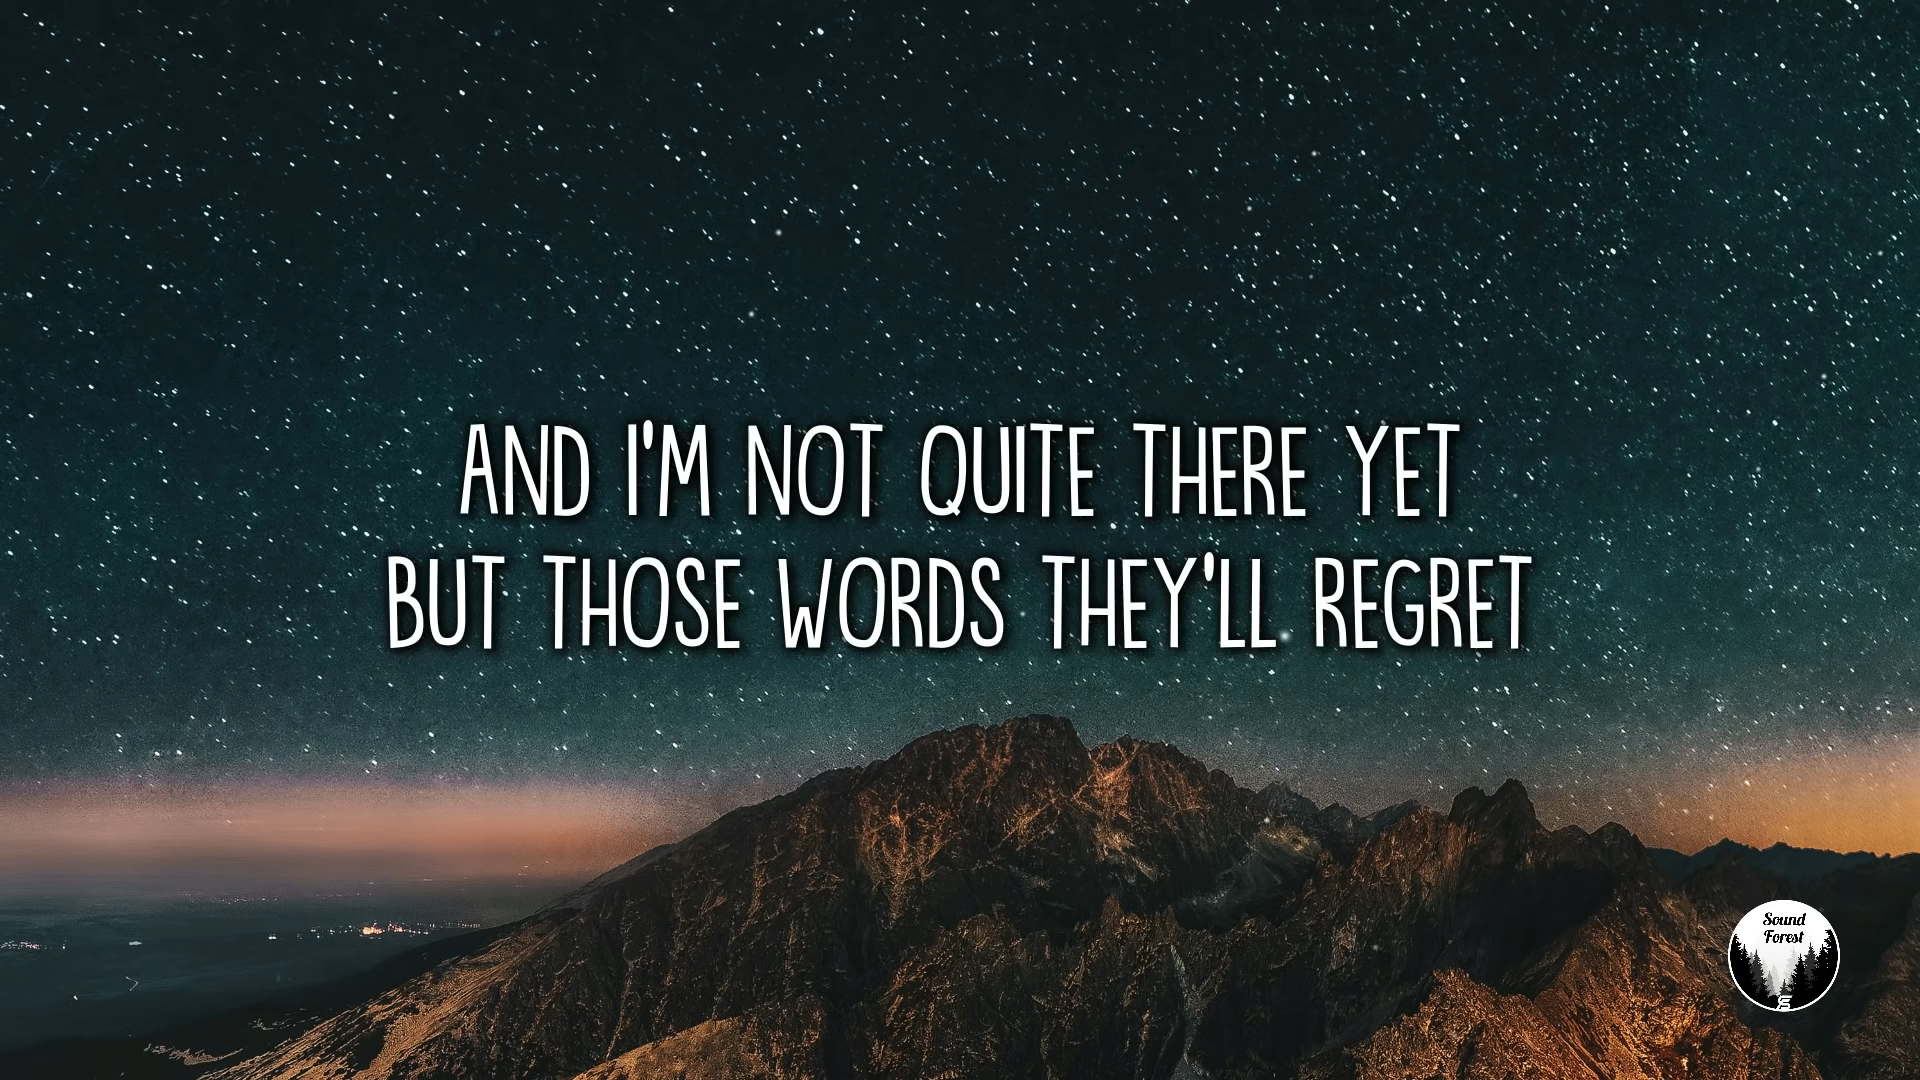 AND I'M NOT QUITE THERE YET
BUT THOSE WORDS THEY'LL REGRET
Sound
Forest